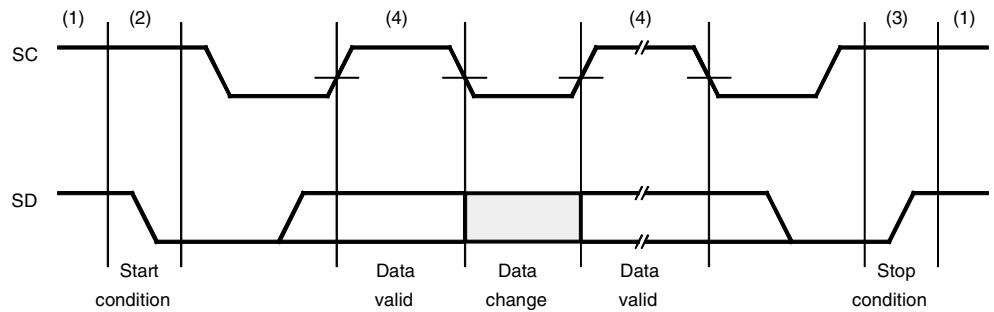 (1) (2) (4) (4) (3) (1)
SC
SD
Start Data Data Data Stop
condition valid change valid condition